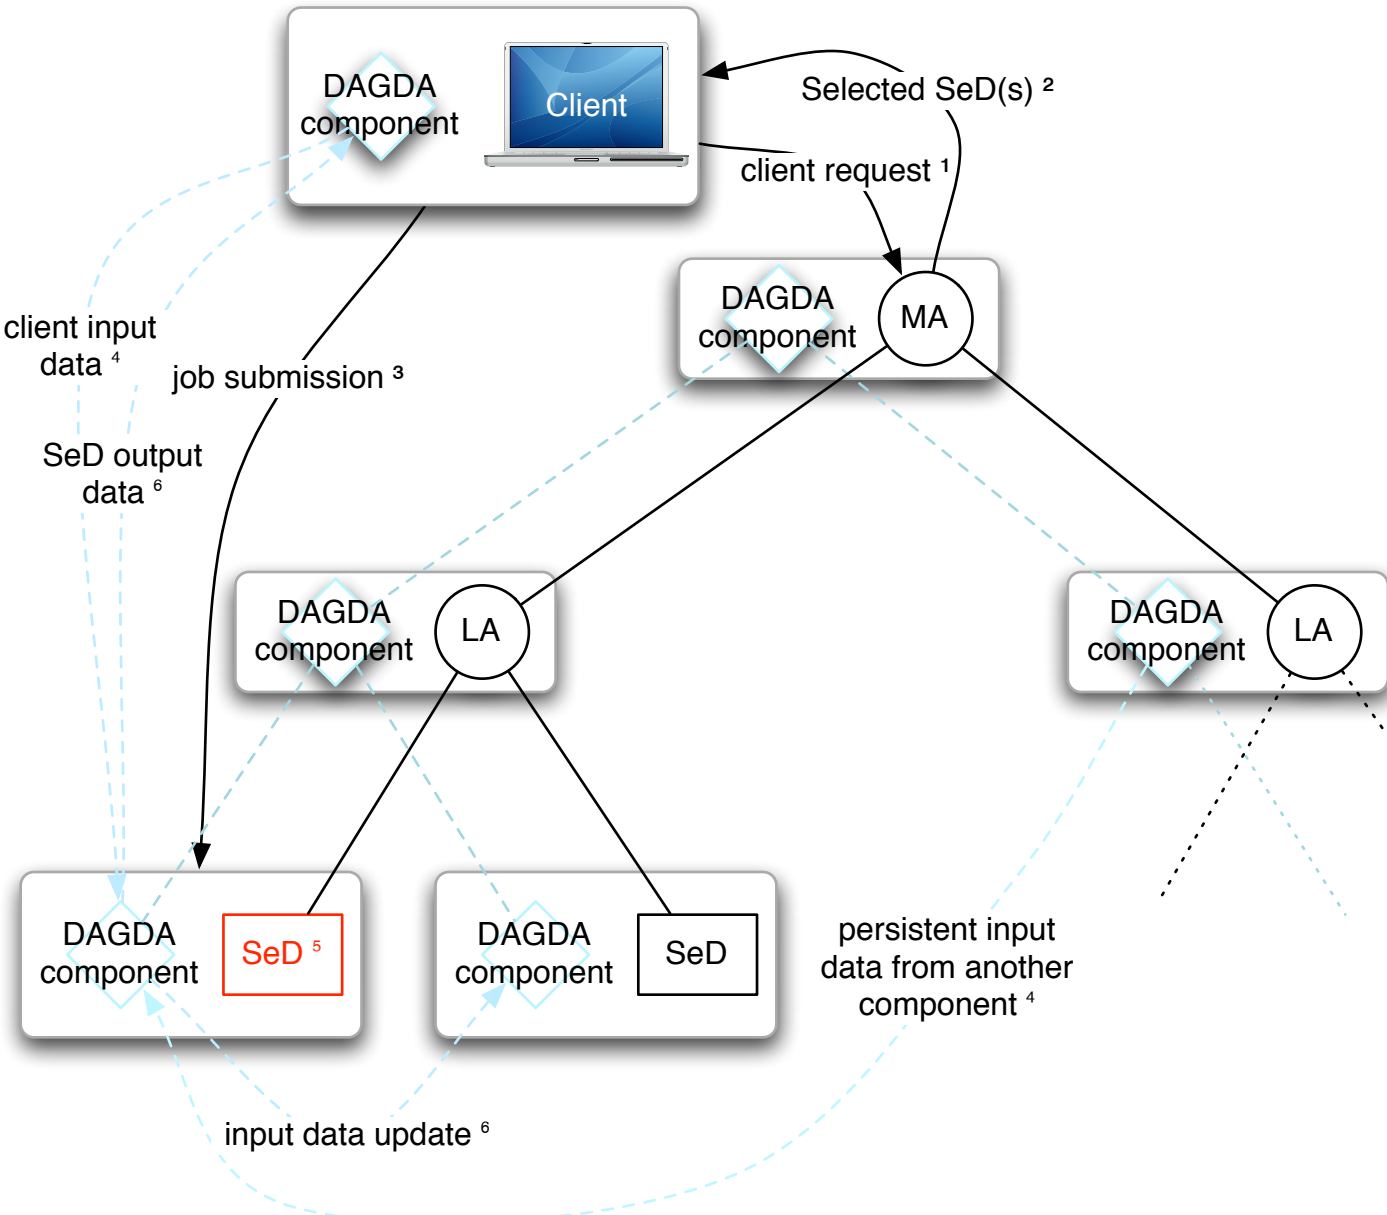 DAGDA
component
Client
Selected SeD(s) ²
client request ¹
DAGDA
component
MA
client input
data ⁴
job submission ³
SeD output
data ⁶
DAGDA
component
LA
DAGDA
component
LA
DAGDA
component
SeD ⁵
DAGDA
component
SeD
persistent input
data from another
component ⁴
input data update ⁶